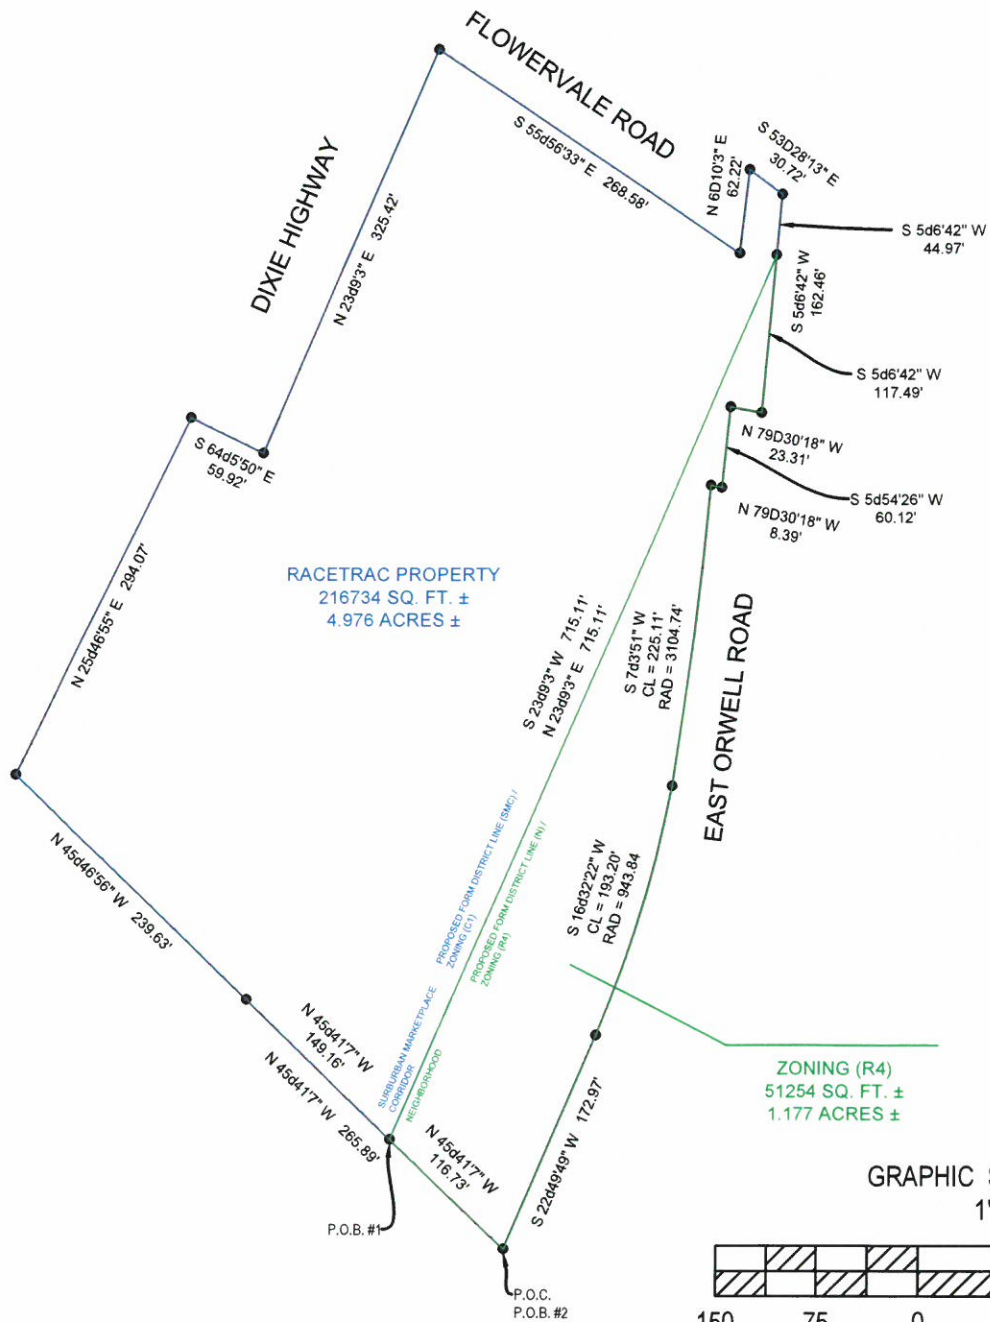 FLOWERVALE ROAD
S 55d56'33" E 268.58'
DIXIE HIGHWAY
N 23d9'3" E 325.42'
N 6D10'3" E
62.22'
S 53D28'13" E
30.72'
S 5d6'42" W
44.97'
S 5d6'42" W
162.46'
S 5d6'42" W
117.49'
N 79D30'18" W
23.31'
S 5d54'26" W
60.12'
N 79D30'18" W
8.39'
S 64d5'50" E
59.92'
N 25d46'55" E 294.07'
RACETRAC PROPERTY
216734 SQ. FT. ±
4.976 ACRES ±
S 23d9'3" W 715.11'
N 23d9'3" E 715.11'
S 7d3'51" W
CL = 225.11'
RAD = 3104.74'
EAST ORWELL ROAD
N 45d46'56" W 239.63'
PROPOSED FORM DISTRICT LINE (SMC) /
ZONING (C1)
PROPOSED FORM DISTRICT LINE (N) /
ZONING (R4)
S 16d32'22" W
CL = 193.20'
RAD = 943.84
N 45d41'7" W
149.16'
N 45d41'7" W 265.89'
SURBURBAN MARKETPLACE
CORRIDOR
NEIGHBORHOOD
N 45d41'7" W
116.73'
S 22d49'49" W 172.97'
ZONING (R4)
51254 SQ. FT. ±
1.177 ACRES ±
P.O.B. #1
P.O.C.
P.O.B. #2
GRAPHIC S
1"
150 75 0